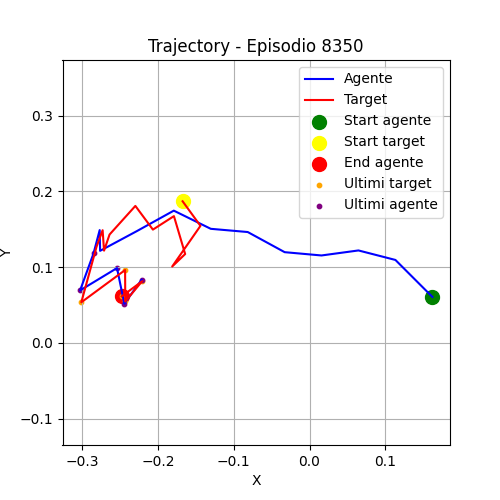 Trajectory - Episodio 8350
Agente
Target
Start agente
Start target
End agente
Ultimi target
Ultimi agente
0.3
0.2
0.1
0.0
−0.1
Y
−0.3 −0.2 −0.1 0.0 0.1
X